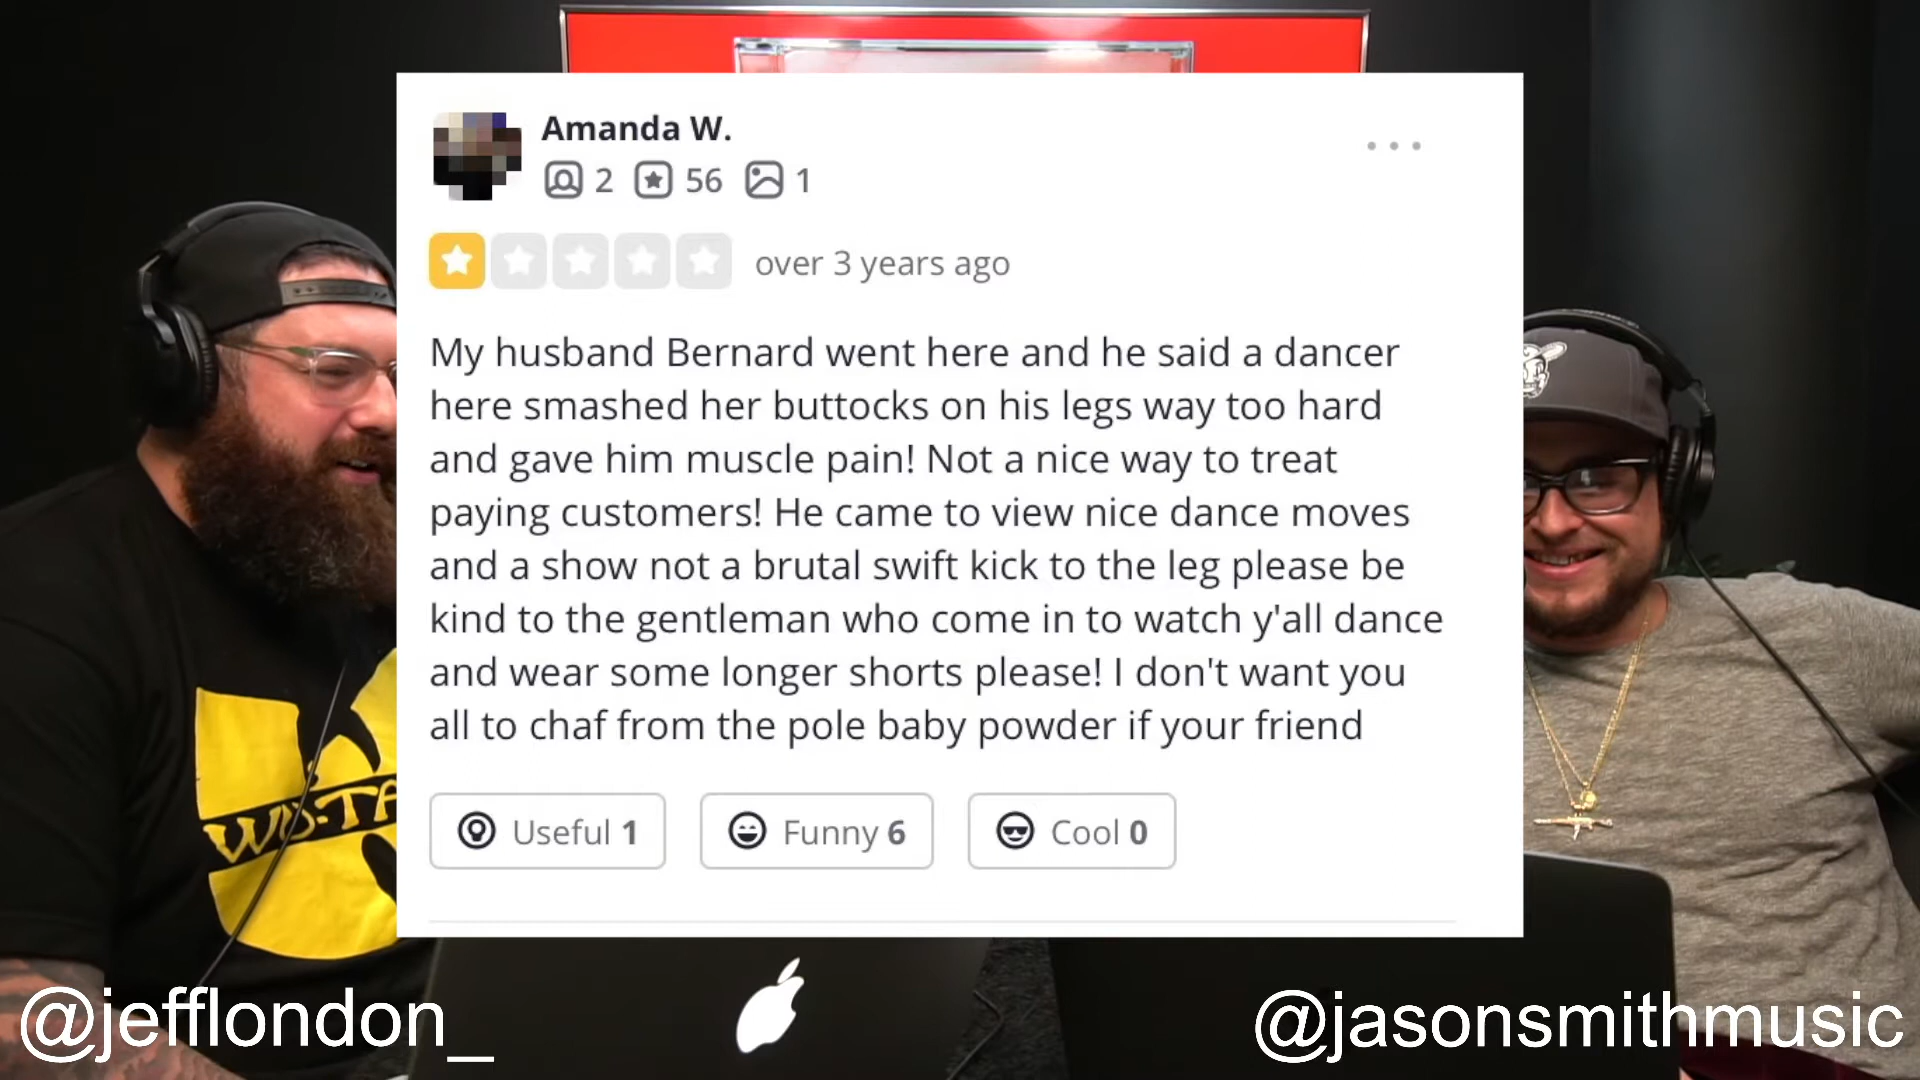 Amanda W.
2 56 1
over 3 years ago
My husband Bernard went here and he said a dancer
here smashed her buttocks on his legs way too hard
and gave him muscle pain! Not a nice way to treat
paying customers! He came to view nice dance moves
and a show not a brutal swift kick to the leg please be
kind to the gentleman who come in to watch y'all dance
and wear some longer shorts please! I don't want you
all to chaf from the pole baby powder if your friend
Useful 1 Funny 6 Cool 0
WU-TA
@jefflondon_
@jasonsmithmusic